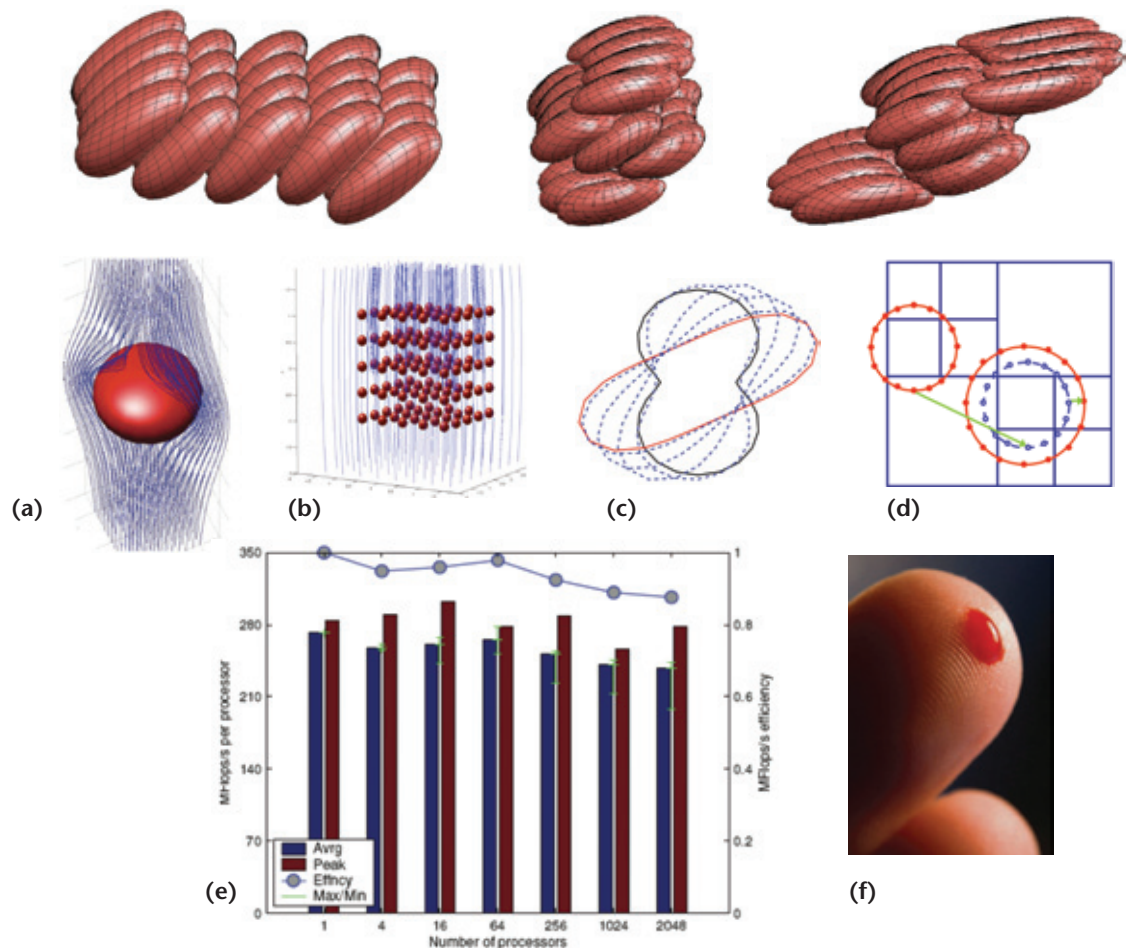 (a)
(b)
(c)
(d)
350
280
210
140
70
0
MFlops/s per processor
1
0.8
0.6
0.4
0.2
0
MFlops/s efficiency
Avrg
Peak
Effncy
Max/Min
1 4 16 64 256 1024 2048
Number of processors
(e)
(f)